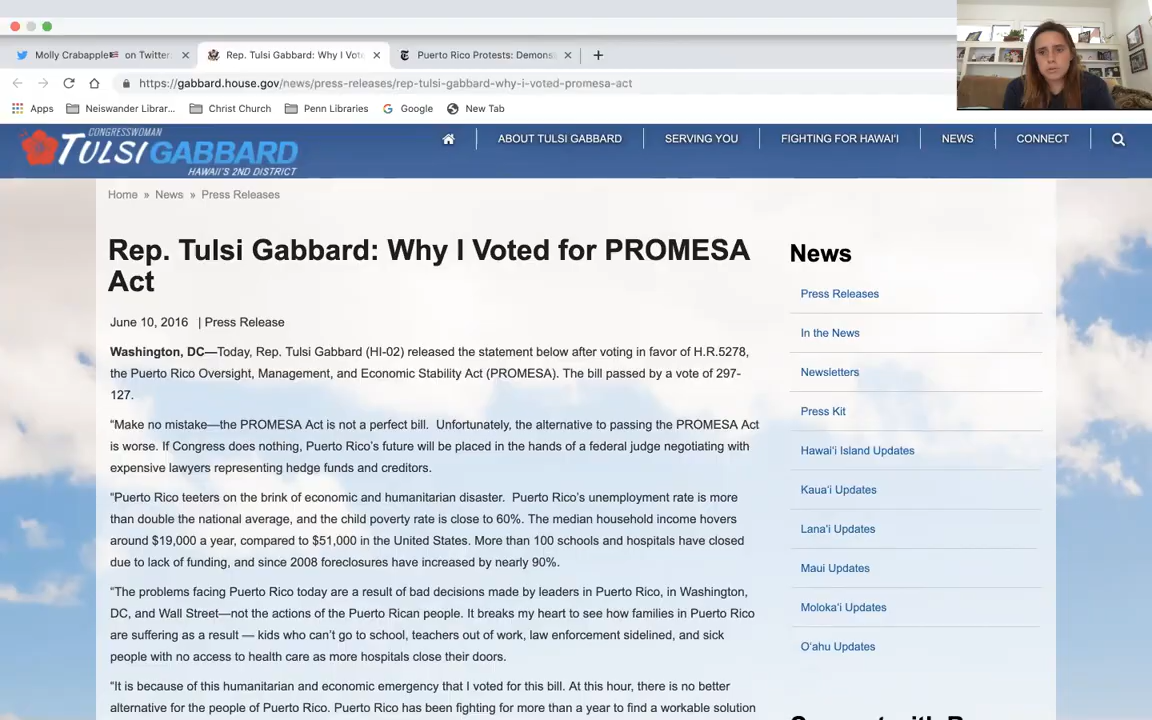 Molly Crabapple🇺🇸 on Twitter:
Rep. Tulsi Gabbard: Why I Vote
Puerto Rico Protests: Demons
https://gabbard.house.gov/news/press-releases/rep-tulsi-gabbard-why-i-voted-promesa-act
Apps
Neiswander Librar...
Christ Church
Penn Libraries
Google
New Tab
CONGRESSWOMAN
TULSI GABBARD
HAWAII'S 2ND DISTRICT
ABOUT TULSI GABBARD
SERVING YOU
FIGHTING FOR HAWAI'I
NEWS
CONNECT
Home » News » Press Releases
Rep. Tulsi Gabbard: Why I Voted for PROMESA
Act
June 10, 2016 | Press Release
Washington, DC—Today, Rep. Tulsi Gabbard (HI-02) released the statement below after voting in favor of H.R.5278,
the Puerto Rico Oversight, Management, and Economic Stability Act (PROMESA). The bill passed by a vote of 297-
127.
“Make no mistake—the PROMESA Act is not a perfect bill. Unfortunately, the alternative to passing the PROMESA Act
is worse. If Congress does nothing, Puerto Rico’s future will be placed in the hands of a federal judge negotiating with
expensive lawyers representing hedge funds and creditors.
“Puerto Rico teeters on the brink of economic and humanitarian disaster. Puerto Rico’s unemployment rate is more
than double the national average, and the child poverty rate is close to 60%. The median household income hovers
around $19,000 a year, compared to $51,000 in the United States. More than 100 schools and hospitals have closed
due to lack of funding, and since 2008 foreclosures have increased by nearly 90%.
“The problems facing Puerto Rico today are a result of bad decisions made by leaders in Puerto Rico, in Washington,
DC, and Wall Street—not the actions of the Puerto Rican people. It breaks my heart to see how families in Puerto Rico
are suffering as a result — kids who can’t go to school, teachers out of work, law enforcement sidelined, and sick
people with no access to health care as more hospitals close their doors.
“It is because of this humanitarian and economic emergency that I voted for this bill. At this hour, there is no better
alternative for the people of Puerto Rico. Puerto Rico has been fighting for more than a year to find a workable solution
News
Press Releases
In the News
Newsletters
Press Kit
Hawai‘i Island Updates
Kaua‘i Updates
Lana‘i Updates
Maui Updates
Moloka‘i Updates
O‘ahu Updates